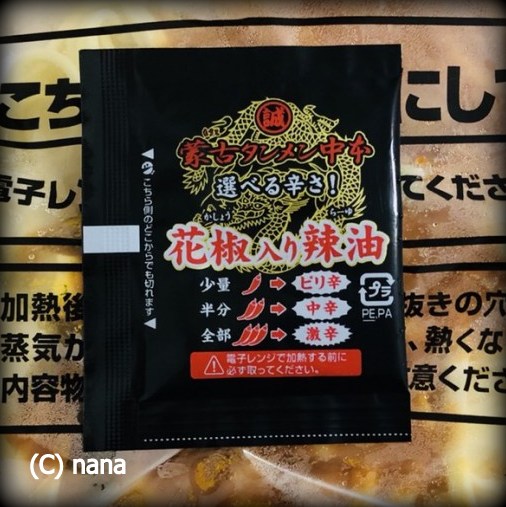 こち
にして
電子レ
てくださ
誠
蒙古タンメン中本
選べる辛さ!
かしょう
らーゆ
花椒入り辣油
少量
ピリ辛
半分
中辛
全部
激辛
電子レンジで加熱する前に
必ず取ってください。
こちら側のどこからでも切れます
プラ
PE,PA
加熱後
蒸気が
内容物
抜きの穴
、熱くな
意くださ
(C) nana